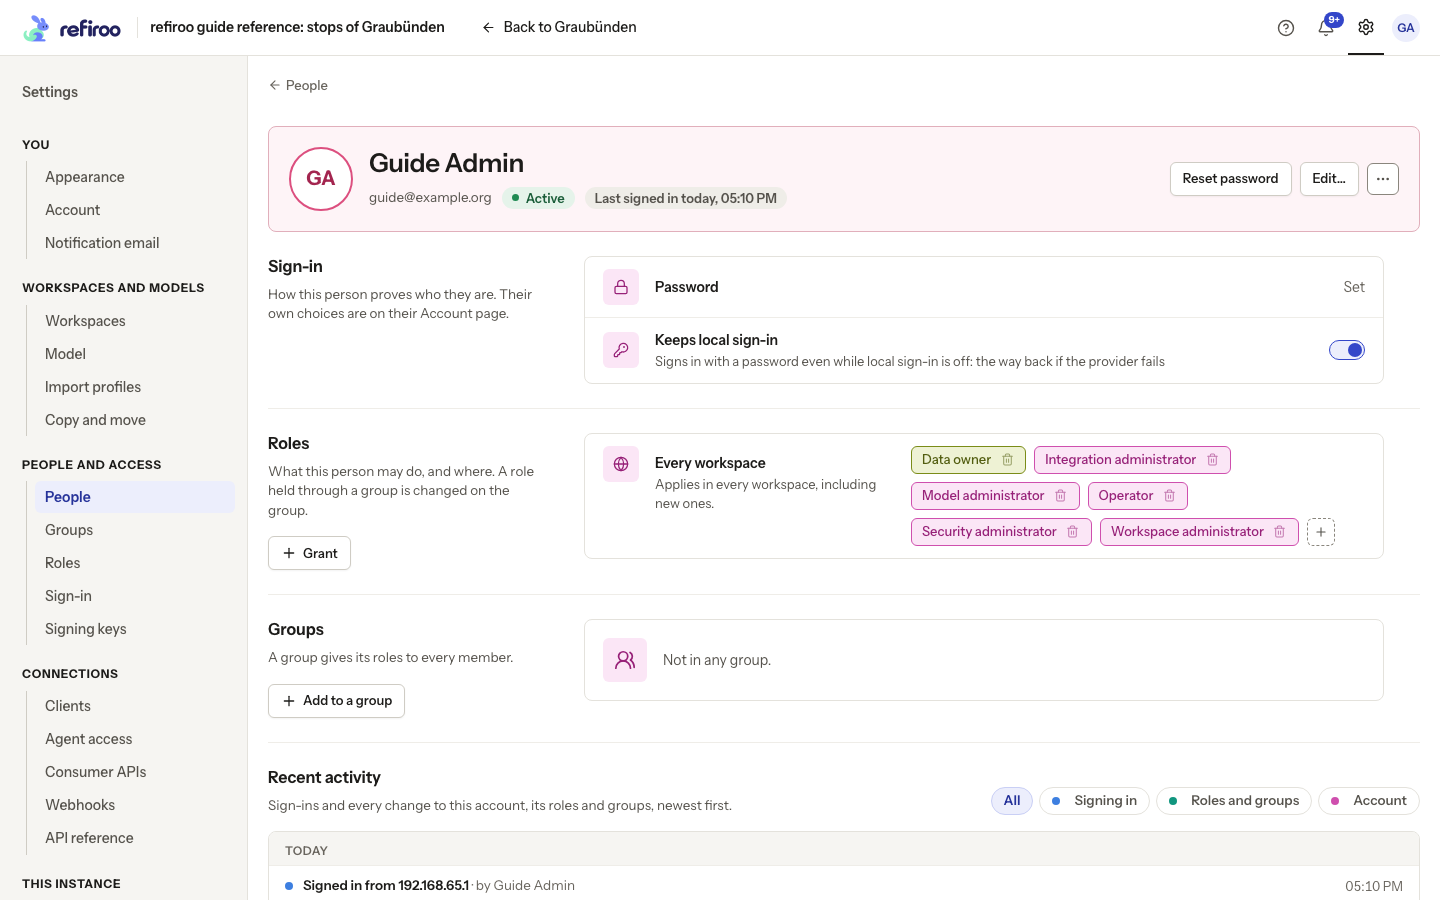 refiroo
refiroo guide reference: stops of Graubünden
Back to Graubünden
9+
GA
Settings
YOU
Appearance
Account
Notification email
WORKSPACES AND MODELS
Workspaces
Model
Import profiles
Copy and move
PEOPLE AND ACCESS
People
Groups
Roles
Sign-in
Signing keys
CONNECTIONS
Clients
Agent access
Consumer APIs
Webhooks
API reference
THIS INSTANCE
People
GA
Guide Admin
guide@example.org
Active
Last signed in today, 05:10 PM
Reset password
Edit...
Sign-in
How this person proves who they are. Their
own choices are on their Account page.
Password
Set
Keeps local sign-in
Signs in with a password even while local sign-in is off: the way back if the provider fails
Roles
What this person may do, and where. A role
held through a group is changed on the
group.
Grant
Every workspace
Applies in every workspace, including
new ones.
Data owner
Integration administrator
Model administrator
Operator
Security administrator
Workspace administrator
Groups
A group gives its roles to every member.
Add to a group
Not in any group.
Recent activity
Sign-ins and every change to this account, its roles and groups, newest first.
All
Signing in
Roles and groups
Account
TODAY
Signed in from 192.168.65.1 · by Guide Admin
05:10 PM